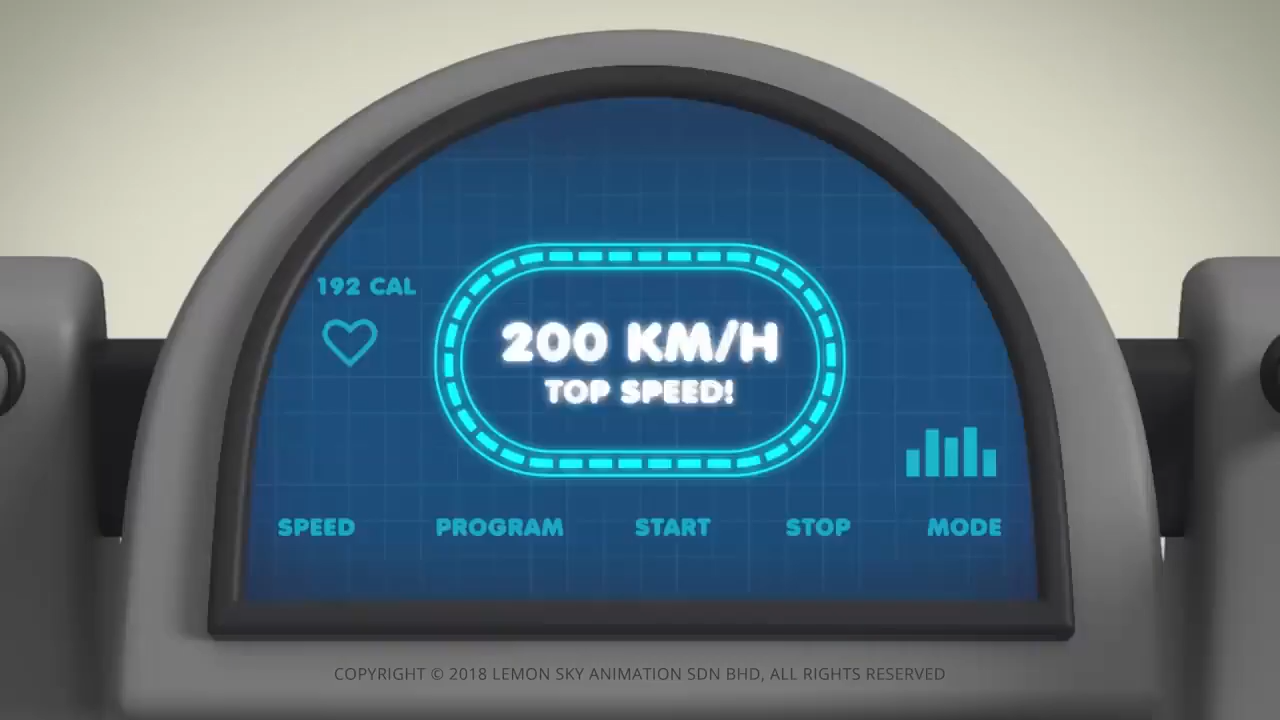 192 CAL
200 KM/H
TOP SPEED!
SPEED PROGRAM START STOP MODE
COPYRIGHT © 2018 LEMON SKY ANIMATION SDN BHD, ALL RIGHTS RESERVED